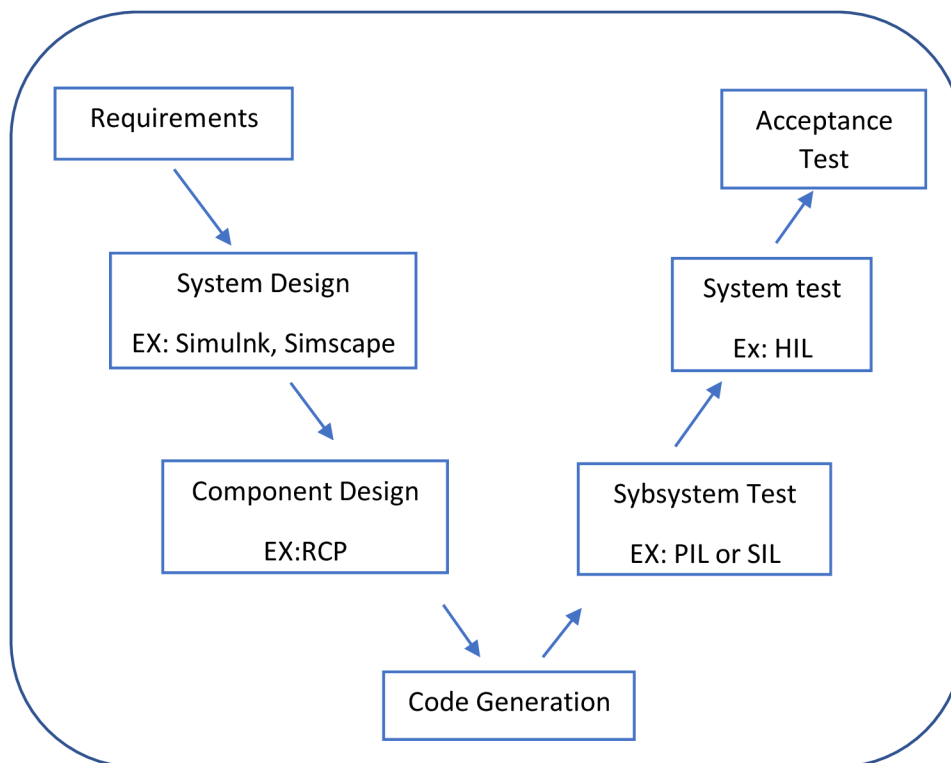 Requirements
System Design
EX: Simulnk, Simscape
Component Design
EX:RCP
Code Generation
Sybsystem Test
EX: PIL or SIL
System test
Ex: HIL
Acceptance
Test